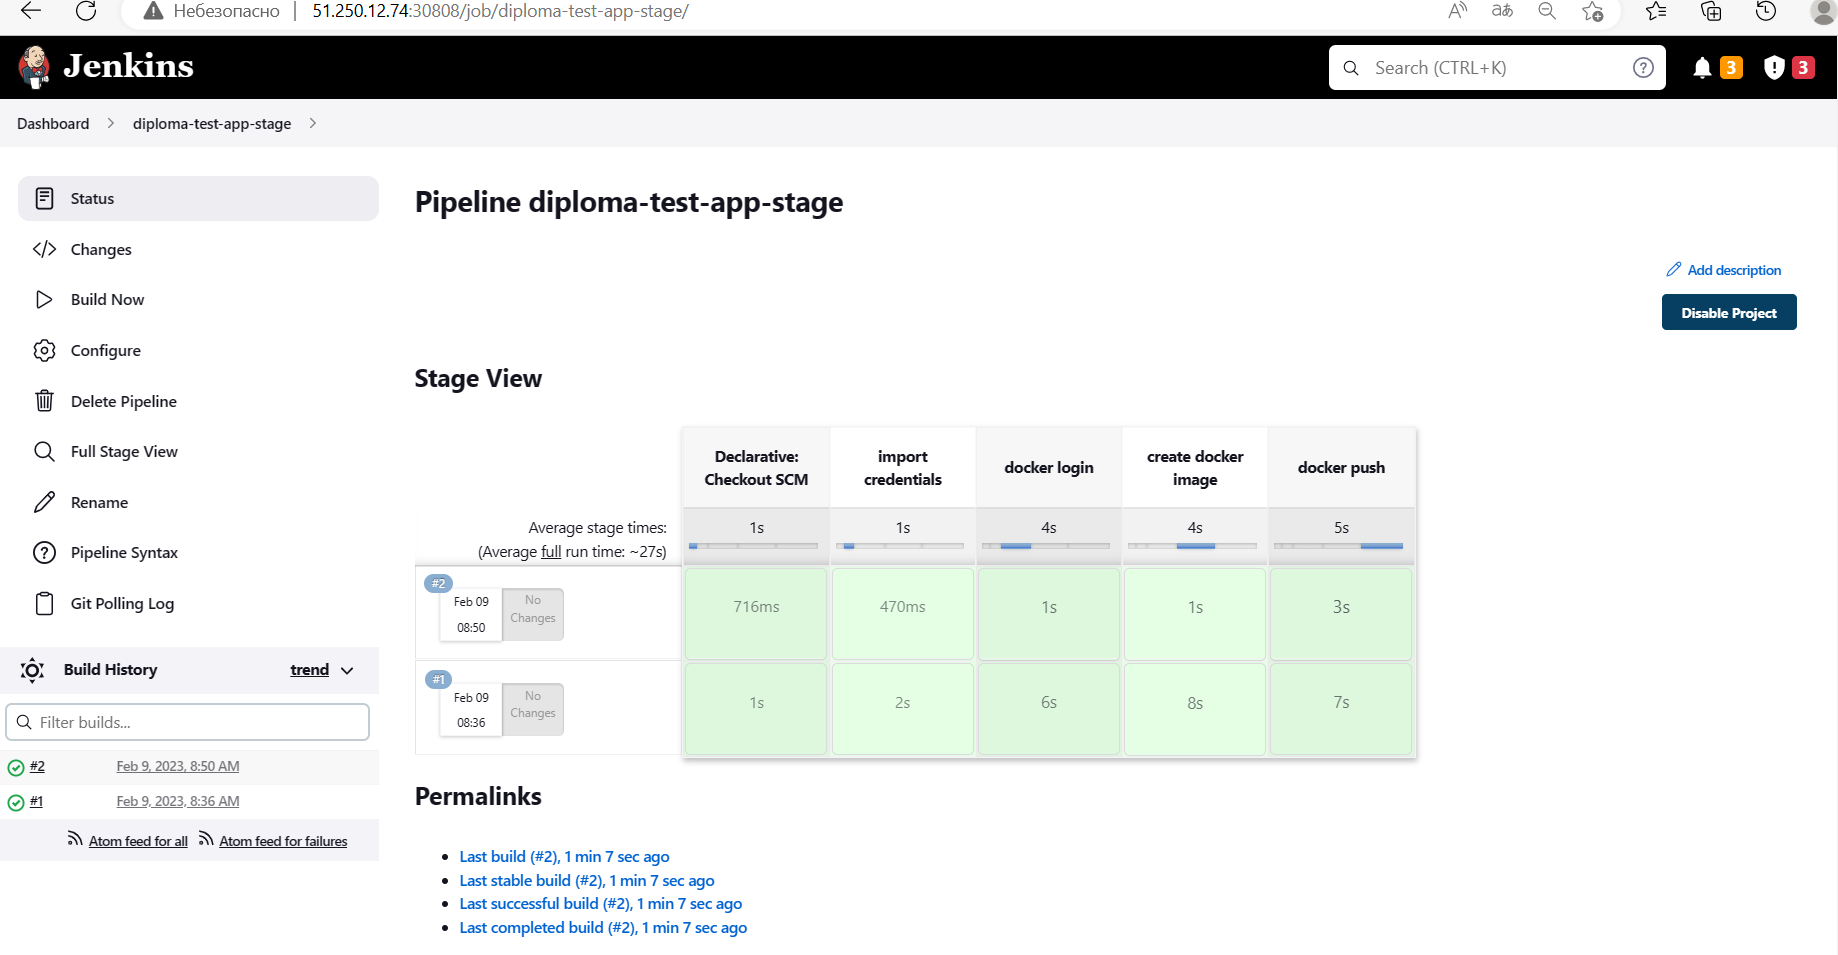 Небезопасно | 51.250.12.74:30808/job/diploma-test-app-stage/
Jenkins
Search (CTRL+K)
3
3
Dashboard
diploma-test-app-stage
Status
Changes
Build Now
Configure
Delete Pipeline
Full Stage View
Rename
Pipeline Syntax
Git Polling Log
Build History
trend
Filter builds...
#2 Feb 9, 2023, 8:50 AM
#1 Feb 9, 2023, 8:36 AM
Atom feed for all Atom feed for failures
Pipeline diploma-test-app-stage
Add description
Disable Project
Stage View
Declarative:
Checkout SCM
import
credentials
docker login
create docker
image
docker push
Average stage times:
(Average full run time: ~27s)
1s 1s 4s 4s 5s
#2
Feb 09
08:50
No
Changes
716ms 470ms 1s 1s 3s
#1
Feb 09
08:36
No
Changes
1s 2s 6s 8s 7s
Permalinks
Last build (#2), 1 min 7 sec ago
Last stable build (#2), 1 min 7 sec ago
Last successful build (#2), 1 min 7 sec ago
Last completed build (#2), 1 min 7 sec ago